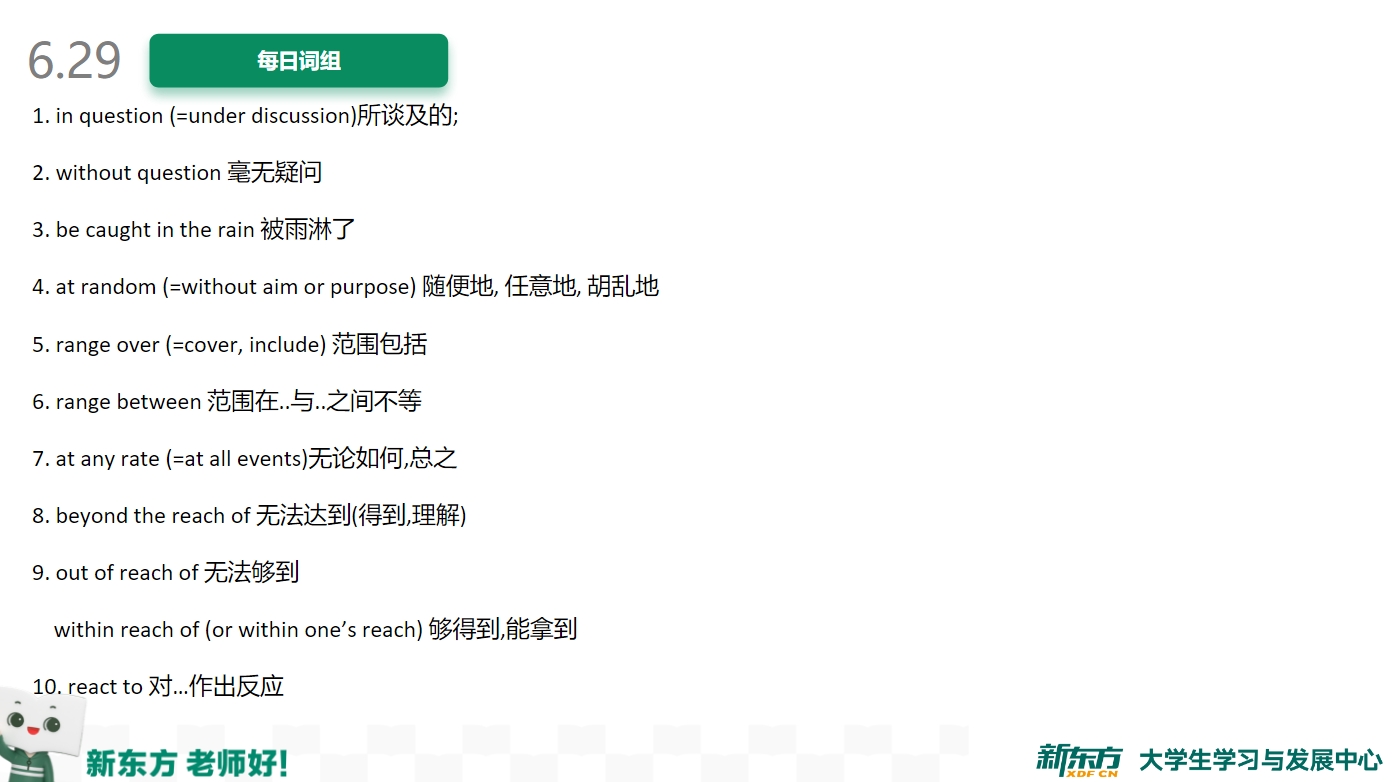 6.29
每日词组
1. in question (=under discussion)所谈及的;
2. without question 毫无疑问
3. be caught in the rain 被雨淋了
4. at random (=without aim or purpose) 随便地, 任意地, 胡乱地
5. range over (=cover, include) 范围包括
6. range between 范围在..与..之间不等
7. at any rate (=at all events)无论如何,总之
8. beyond the reach of 无法达到(得到,理解)
9. out of reach of 无法够到
within reach of (or within one’s reach) 够得到,能拿到
10. react to 对…作出反应
新东方 老师好!
新东方 XDF.CN 大学生学习与发展中心